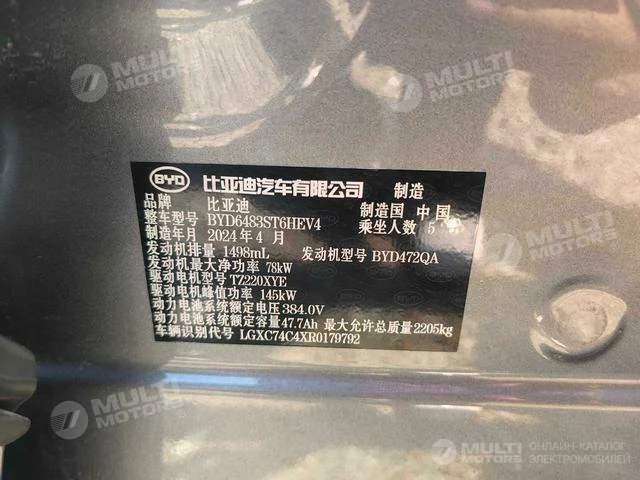 MULTI MOTORS
MULTI MOTORS
BYD 比亚迪汽车有限公司 制造
品牌 比亚迪 制造国 中国
整车型号 BYD6483ST6HEV4 乘坐人数 5
制造年月 2024年4月
发动机排量 1498mL 发动机型号 BYD472QA
发动机最大净功率 78kW
驱动电机型号 TZ220XYE
驱动电机峰值功率 145kW
动力电池系统额定电压 384.0V
动力电池系统额定容量 47.7Ah 最大允许总质量 2205kg
车辆识别代号 LGXC74C4XR0179792
MULTI MOTORS
MULTI MOTORS ОНЛАЙН-КАТАЛОГ ЭЛЕКТРОМОБИЛЕЙ